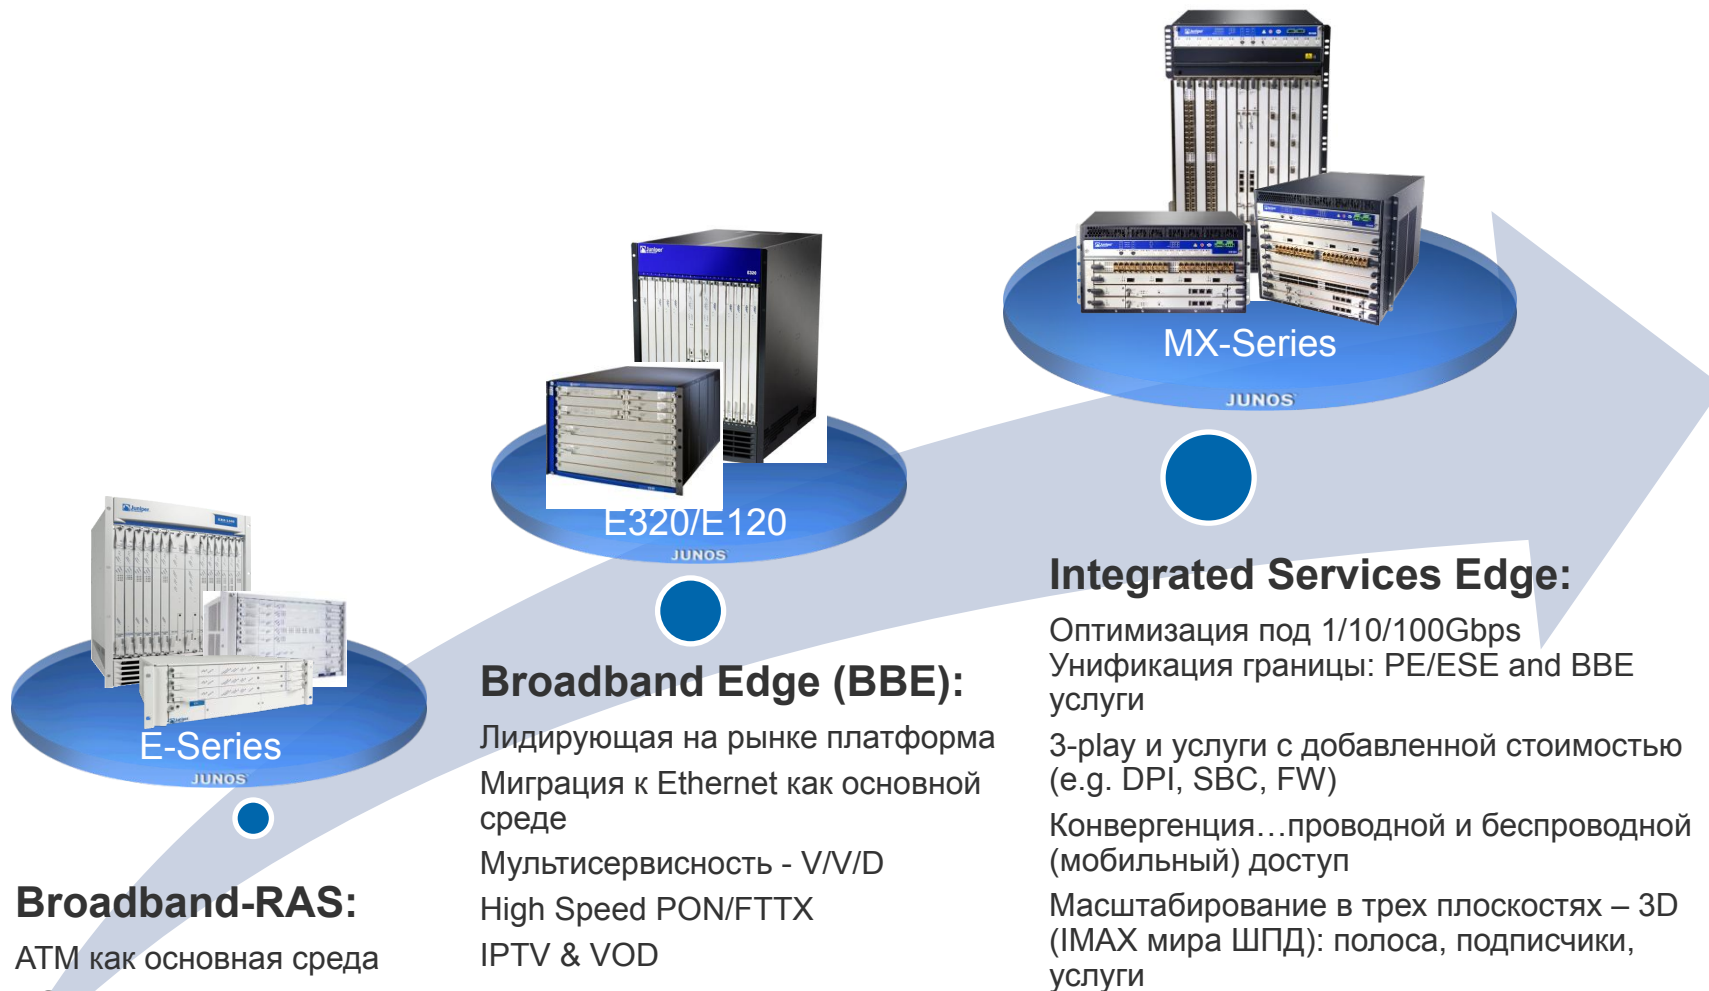 MX-Series
JUNOS
Juniper
E320
E320/E120
JUNOS
Juniper
E-Series
JUNOS
Integrated Services Edge:
Оптимизация под 1/10/100Gbps
Унификация границы: PE/ESE and BBE
услуги
3-play и услуги с добавленной стоимостью
(e.g. DPI, SBC, FW)
Конвергенция…проводной и беспроводной
(мобильный) доступ
Масштабирование в трех плоскостях – 3D
(IMAX мира ШПД): полоса, подписчики,
услуги
Broadband Edge (BBE):
Лидирующая на рынке платформа
Миграция к Ethernet как основной
среде
Мультисервисность - V/V/D
High Speed PON/FTTX
IPTV & VOD
Broadband-RAS:
ATM как основная среда